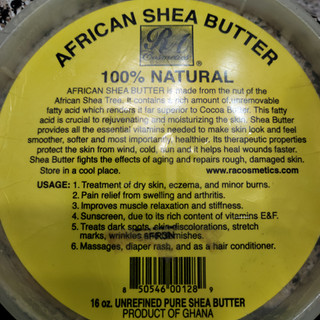 AFRICAN SHEA BUTTER
RA
Cosmetics
®
100% NATURAL
AFRICAN SHEA BUTTER is made from the nut of the
African Shea Tree. It contains a rich amount of unremovable
fatty acid which renders it far superior to Cocoa Butter. This fatty
acid is crucial to rejuvenating and moisturizing the skin. Shea Butter
provides all the essential vitamins needed to make skin look and feel
smoother, softer and most importantly, healthier, Its therapeutic properties
protect the skin from wind, cold, sun and it helps heal wounds faster.
Shea Butter fights the effects of aging and repairs rough, damaged skin.
Store in a cool place. www.racosmetics.com
USAGE: 1. Treatment of dry skin, eczema, and minor burns.
2. Pain relief from swelling and arthritis.
3. Improves muscle relaxation and stiffness.
4. Sunscreen, due to its rich content of vitamins E&F.
5. Treats dark spots, skin discolorations, stretch
marks, wrinkles and blemishes.
6. Massages, diaper rash, and as a hair conditioner.
8 50546 00128 9
16 oz. UNREFINED PURE SHEA BUTTER
PRODUCT OF GHANA